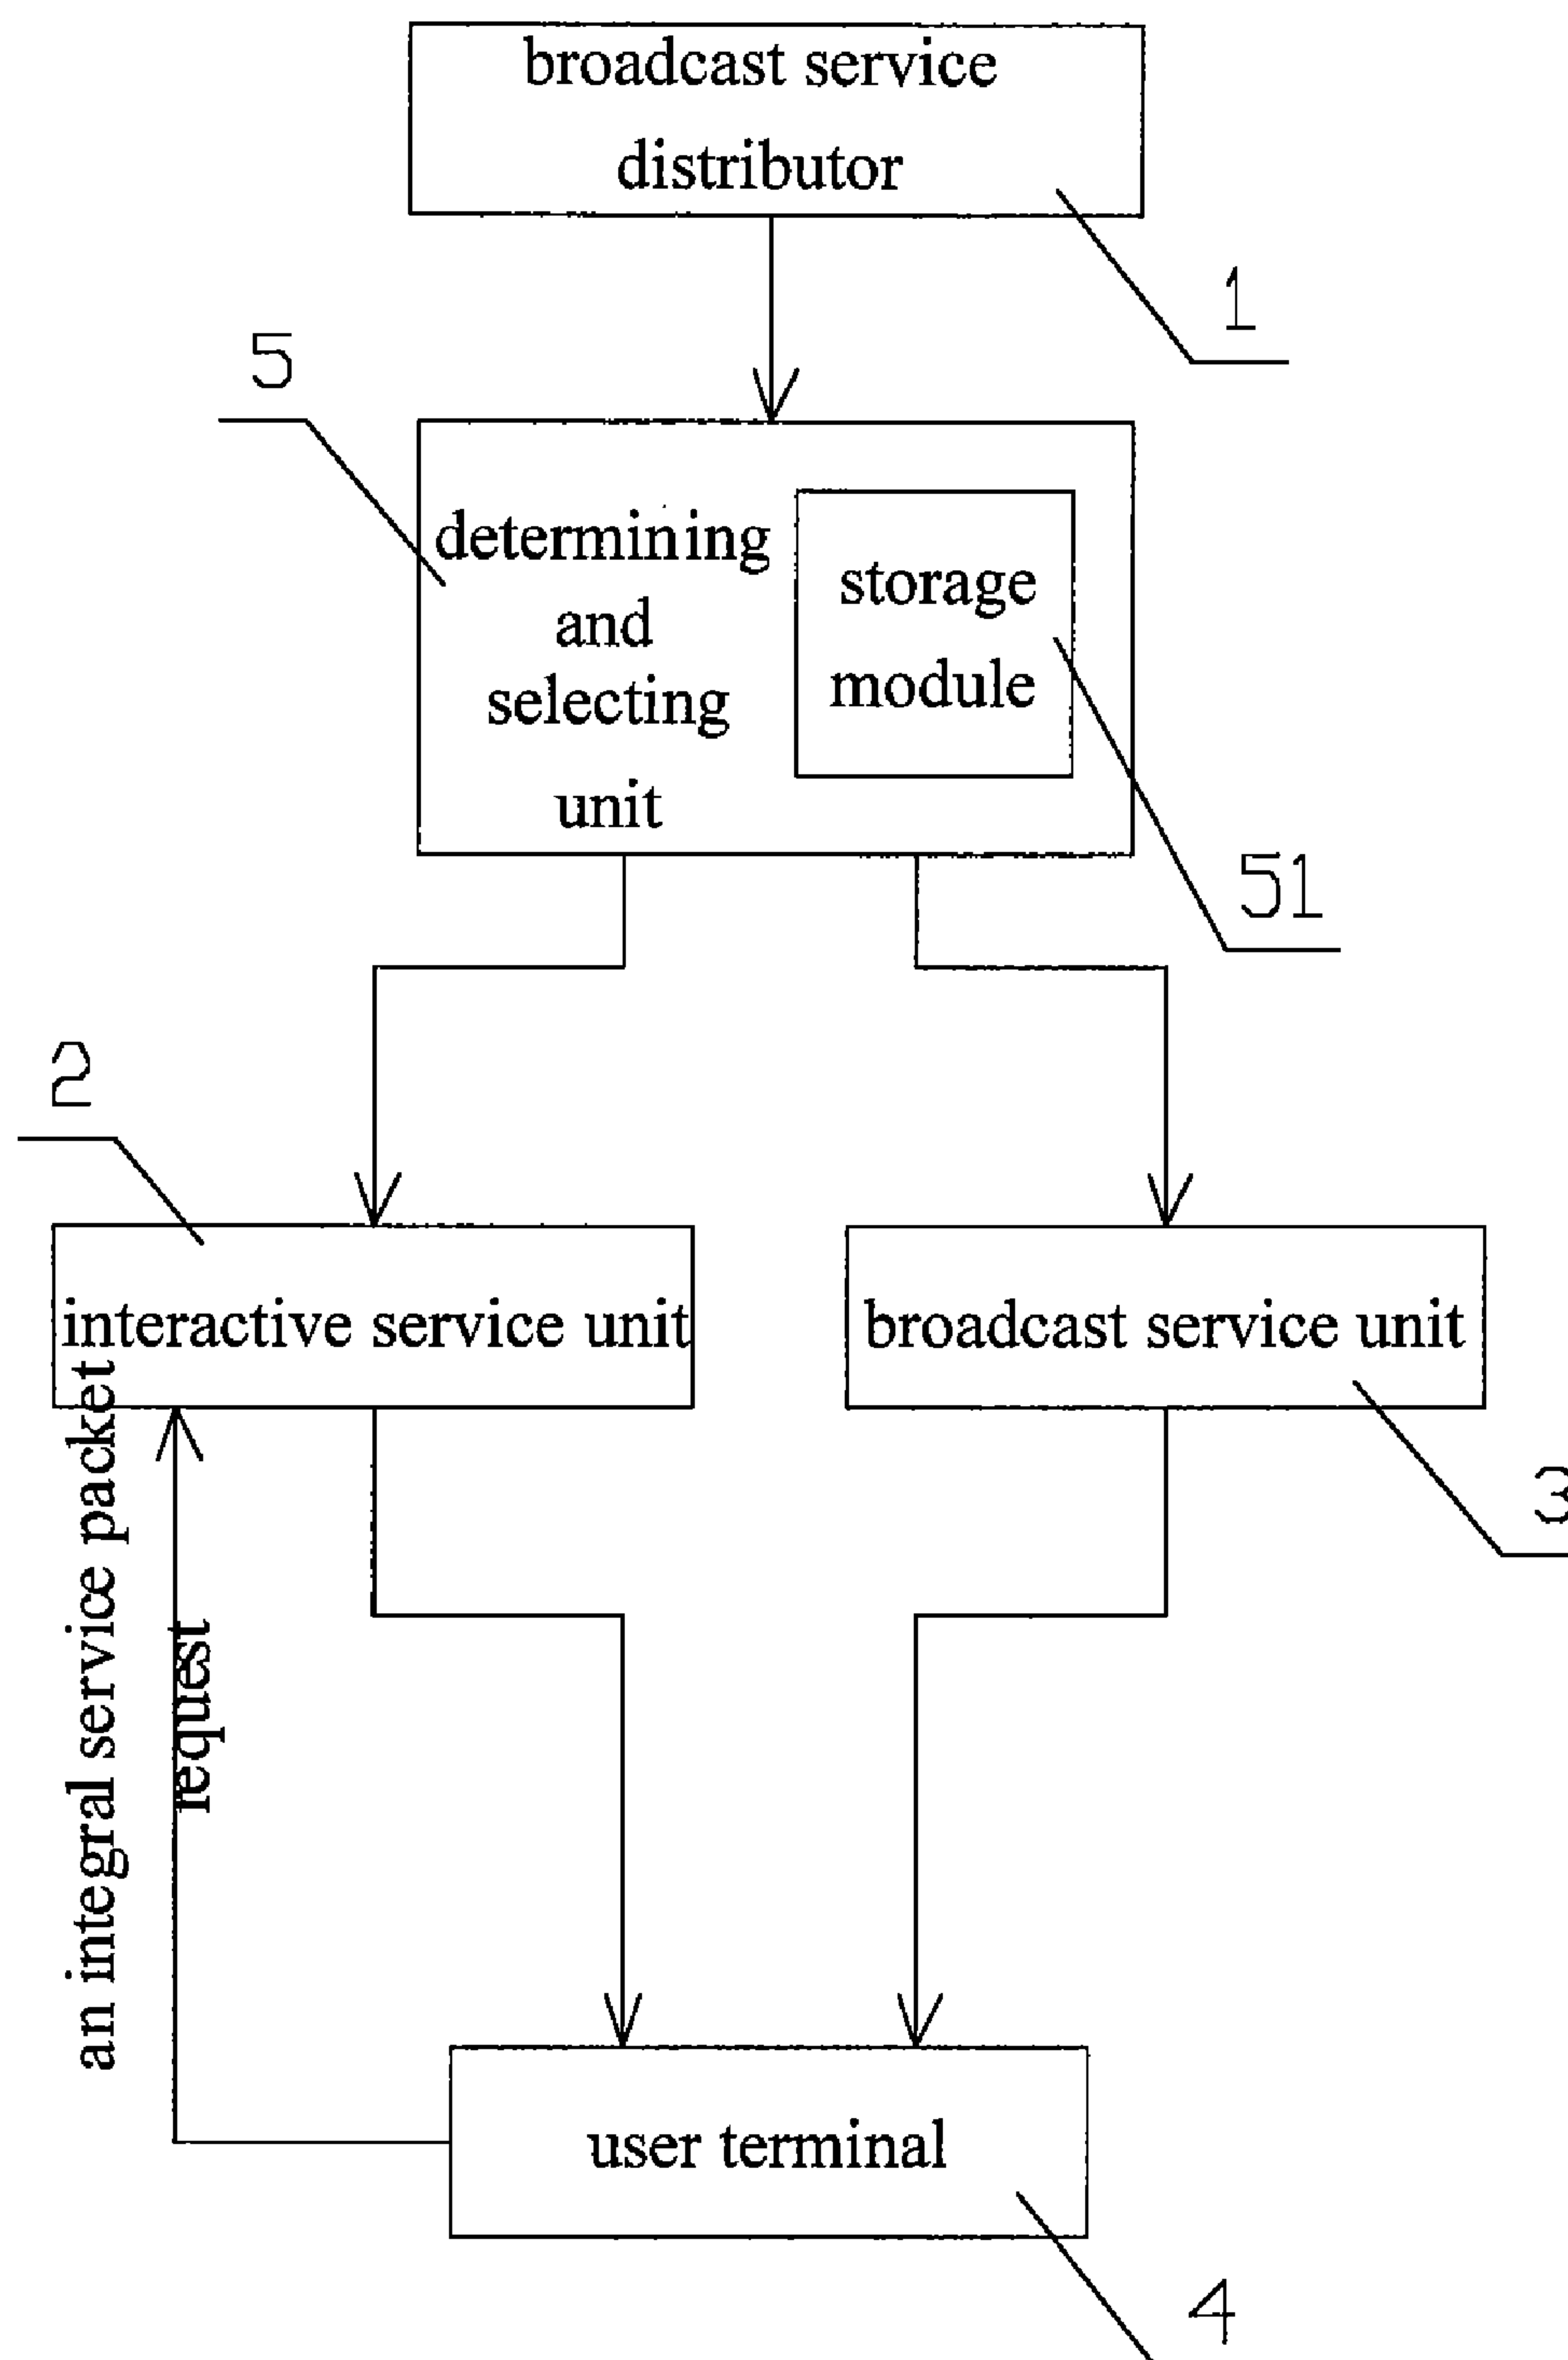 broadcast service
distributor
1
5
determining
and
selecting
unit
storage
module
51
2
interactive service unit
broadcast service unit
3
an integral service packet
request
user terminal
4